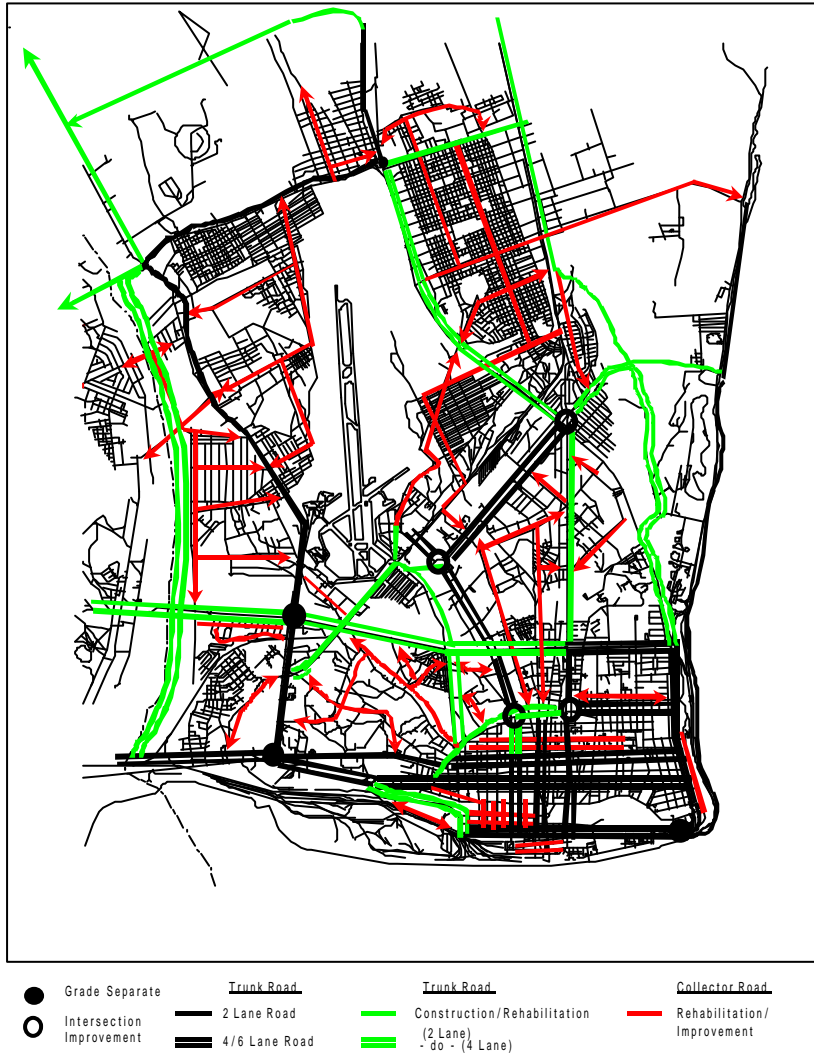 Grade Separate
Intersection
Improvement
Trunk Road
2 Lane Road
4/6 Lane Road
Trunk Road
Construction/Rehabilitation
(2 Lane)
- do - (4 Lane)
Collector Road
Rehabilitation/
Improvement